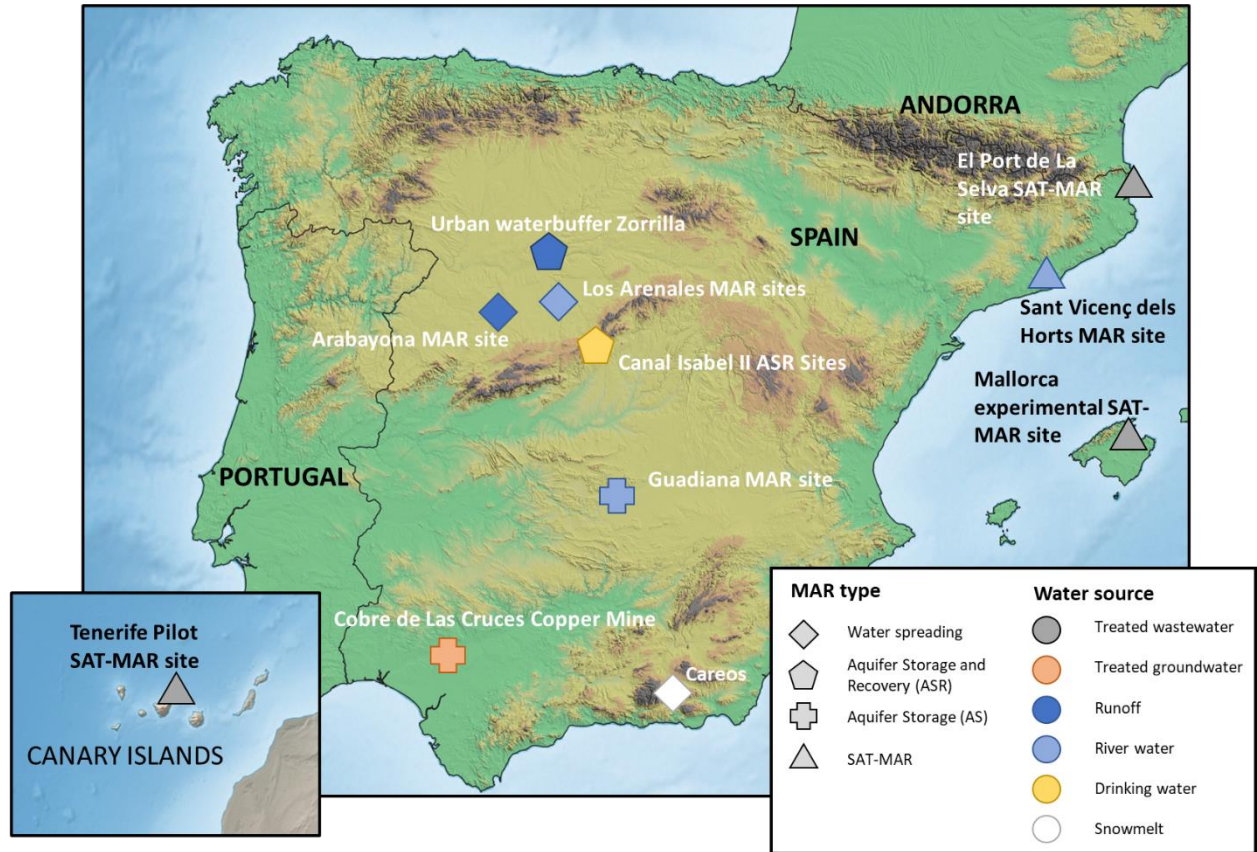 ANDORRA
El Port de La
Selva SAT-MAR
site
Urban waterbuffer Zorrilla
SPAIN
Los Arenales MAR sites
Arabayona MAR site
Sant Vicenç dels
Horts MAR site
Canal Isabel II ASR Sites
Mallorca
experimental SAT-
MAR site
PORTUGAL
Guadiana MAR site
Cobre de Las Cruces Copper Mine
Careos
Tenerife Pilot
SAT-MAR site
CANARY ISLANDS
MAR type
Water spreading
Aquifer Storage and
Recovery (ASR)
Aquifer Storage (AS)
SAT-MAR
Water source
Treated wastewater
Treated groundwater
Runoff
River water
Drinking water
Snowmelt